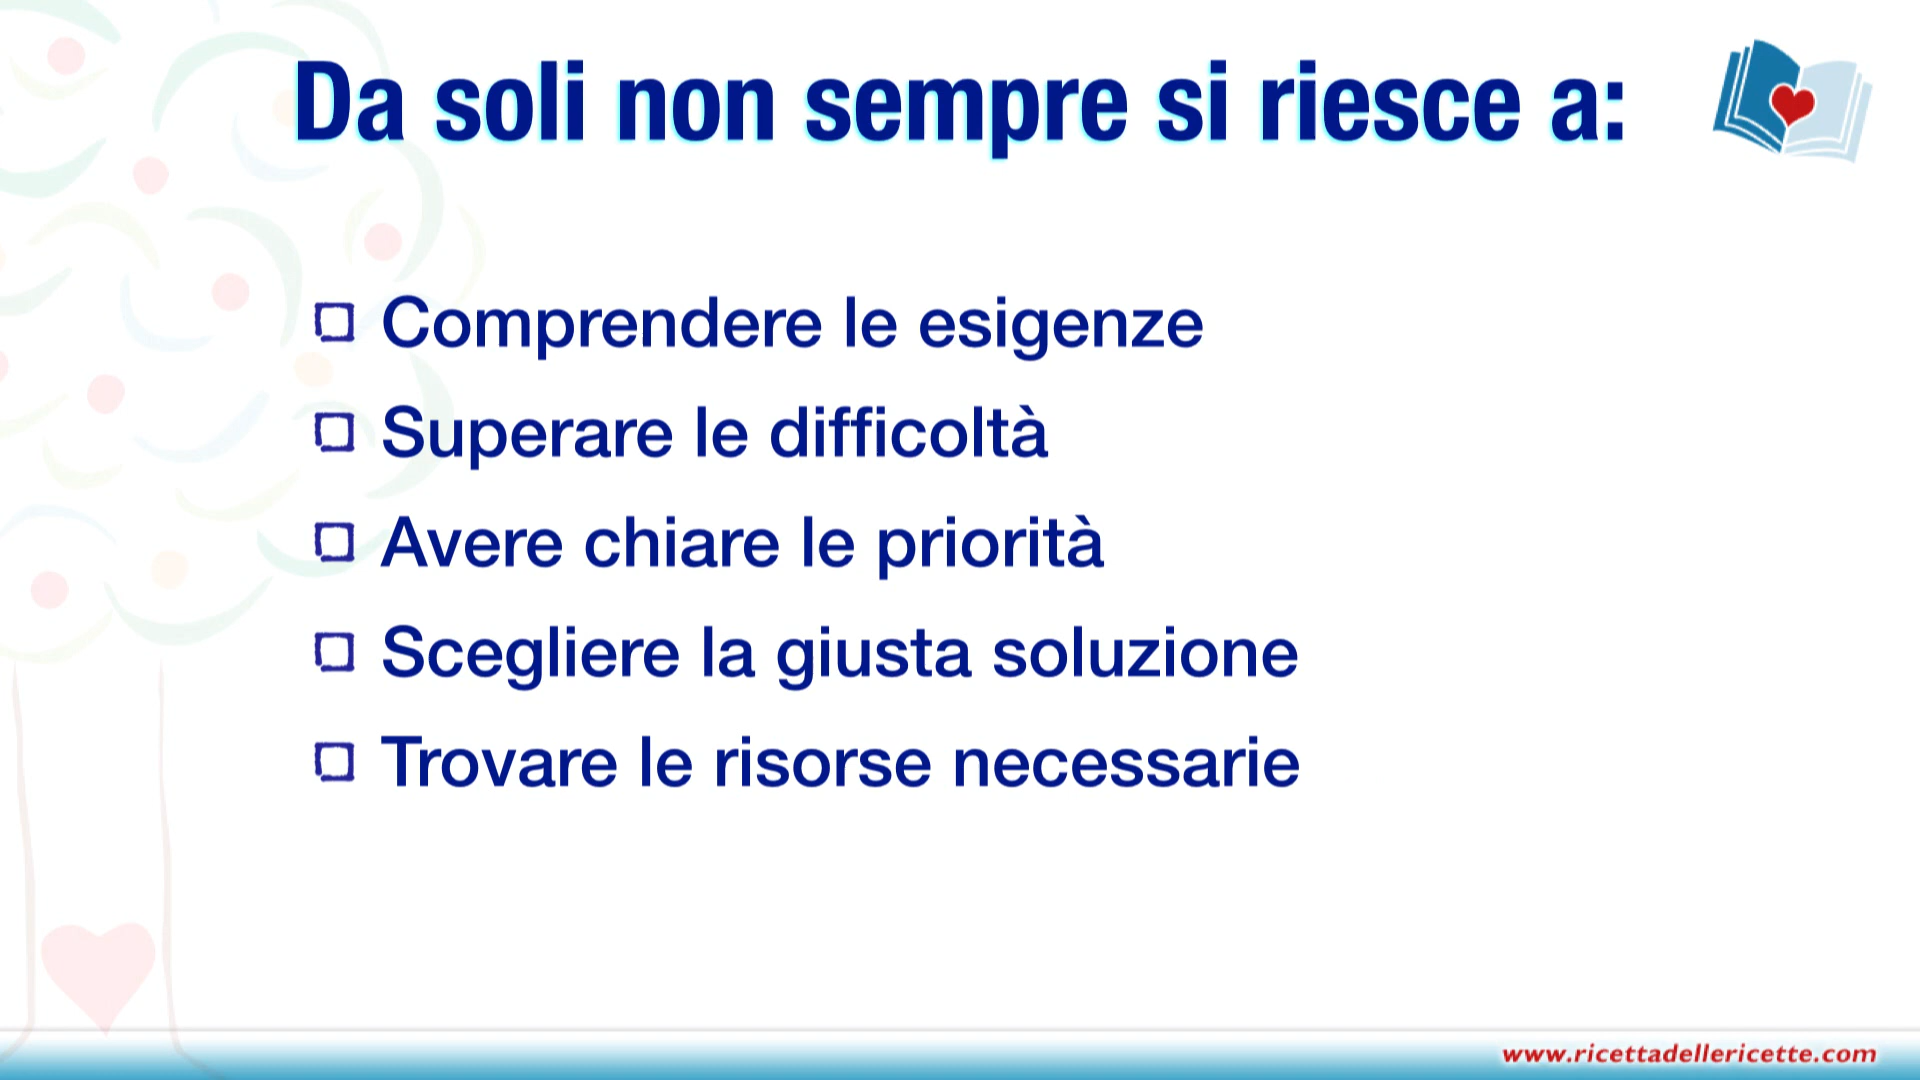 Da soli non sempre si riesce a:
Comprendere le esigenze
Superare le difficoltà
Avere chiare le priorità
Scegliere la giusta soluzione
Trovare le risorse necessarie
www.ricettadellericette.com